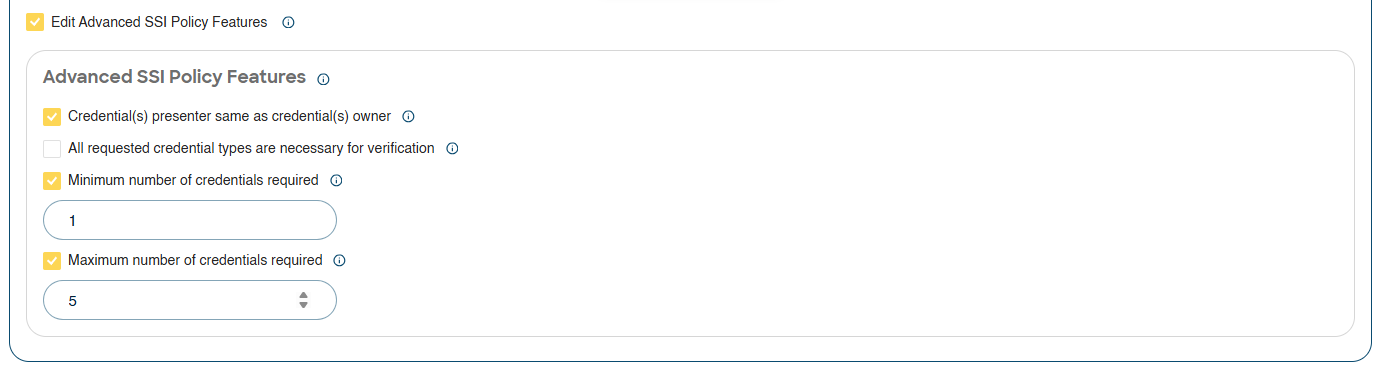 Edit Advanced SSI Policy Features
Advanced SSI Policy Features
Credential(s) presenter same as credential(s) owner
All requested credential types are necessary for verification
Minimum number of credentials required
1
Maximum number of credentials required
5